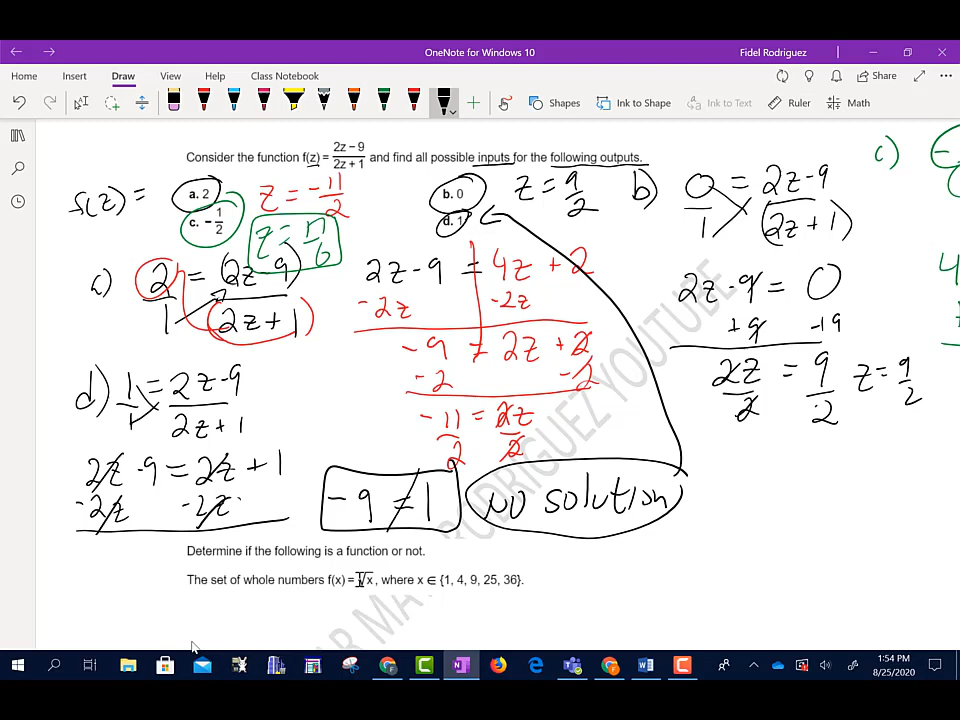 OneNote for Windows 10
Fidel Rodriguez
Home Insert Draw View Help Class Notebook
Share
Shapes Ink to Shape Ink to Text Ruler Math
Consider the function f(z) = (2z − 9)/(2z + 1) and find all possible inputs for the following outputs.
f(z) =
a. 2
z = -11/2
b. 0
z = 9/2
c. -1/2
z = 17/6
d. 1
2/1 = (2z - 9)/(2z + 1)
2z - 9 = 4z + 2
-2z -2z
-9 = 2z + 2
-2 -2
-11/2 = 2z/2
b) 0/1 = 2z - 9/(2z + 1)
2z - 9 = 0
+9 +9
2z/2 = 9/2 z = 9/2
c)
d) 1/1 = 2z - 9/2z + 1
2z - 9 = 2z + 1
-2z -2z
-9 ≠ 1
No solution
Determine if the following is a function or not.
The set of whole numbers f(x) = √x, where x ∈ {1, 4, 9, 25, 36}.
RODRIGUEZ YOUTUBE
1:54 PM
8/25/2020